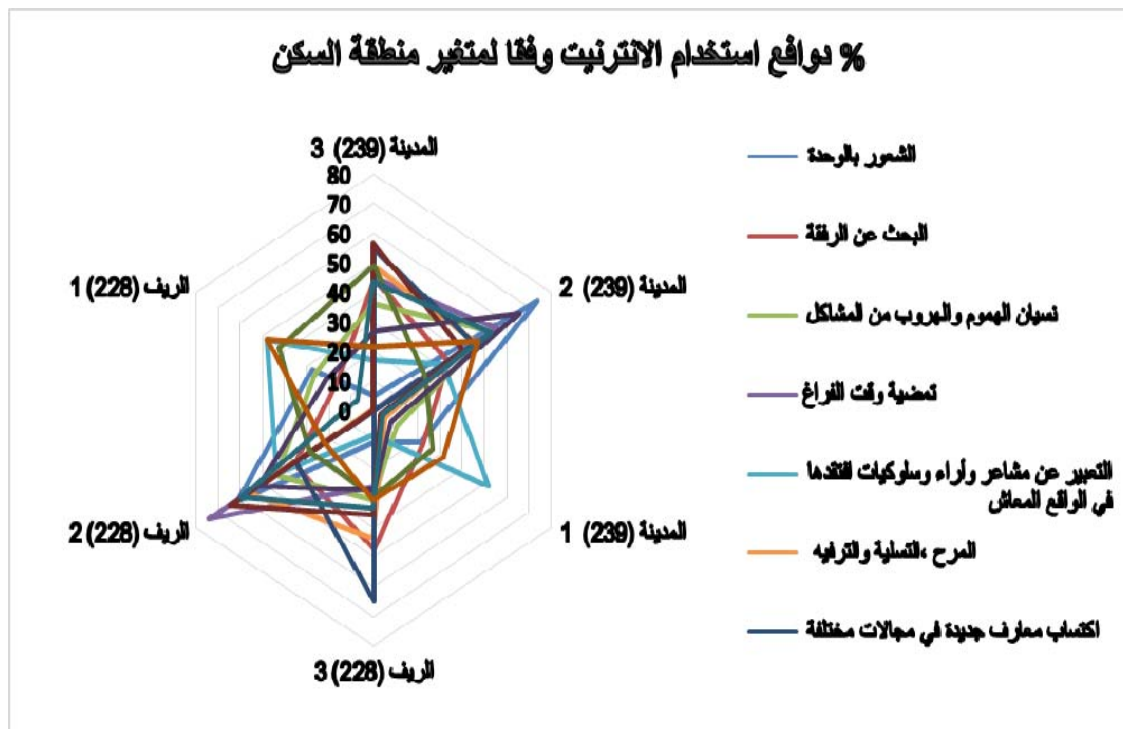 % دوافع استخدام الانترنيت وفقا لمتغير منطقة السكن
المدينة (239) 3
80
70
60
50
40
30
20
10
0
المدينة (239) 2
المدينة (239) 1
الريف (228) 3
الريف (228) 2
الريف (228) 1
الشعور بالوحدة
البحث عن الرفقة
نسيان الهموم والهروب من المشاكل
تمضية وقت الفراغ
التعبير عن مشاعر وأراء وسلوكيات افتقدها
في الواقع المعاش
المرح ،التسلية والترفيه
اكتساب معارف جديدة في مجالات مختلفة